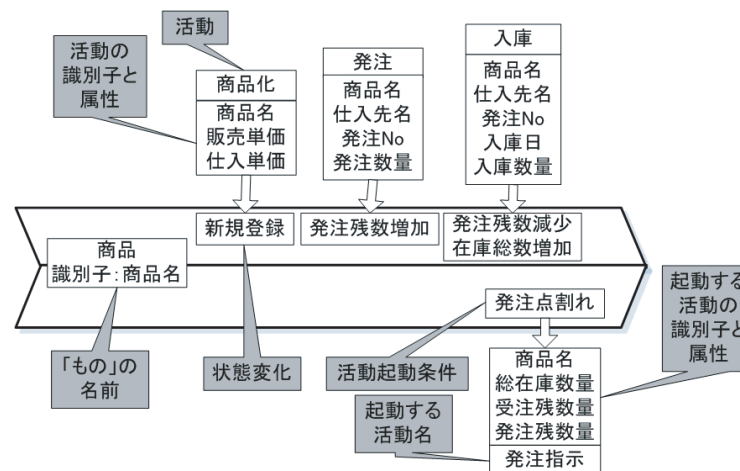 活動
活動の
識別子と
属性
商品化
商品名
販売単価
仕入単価
発注
商品名
仕入先名
発注No
発注数量
入庫
商品名
仕入先名
発注No
入庫日
入庫数量
新規登録
発注残数増加
発注残数減少
在庫総数増加
商品
識別子:商品名
発注点割れ
起動する
活動の
識別子と
属性
「もの」の
名前
状態変化
活動起動条件
商品名
総在庫数量
受注残数量
発注残数量
起動する
活動名
発注指示